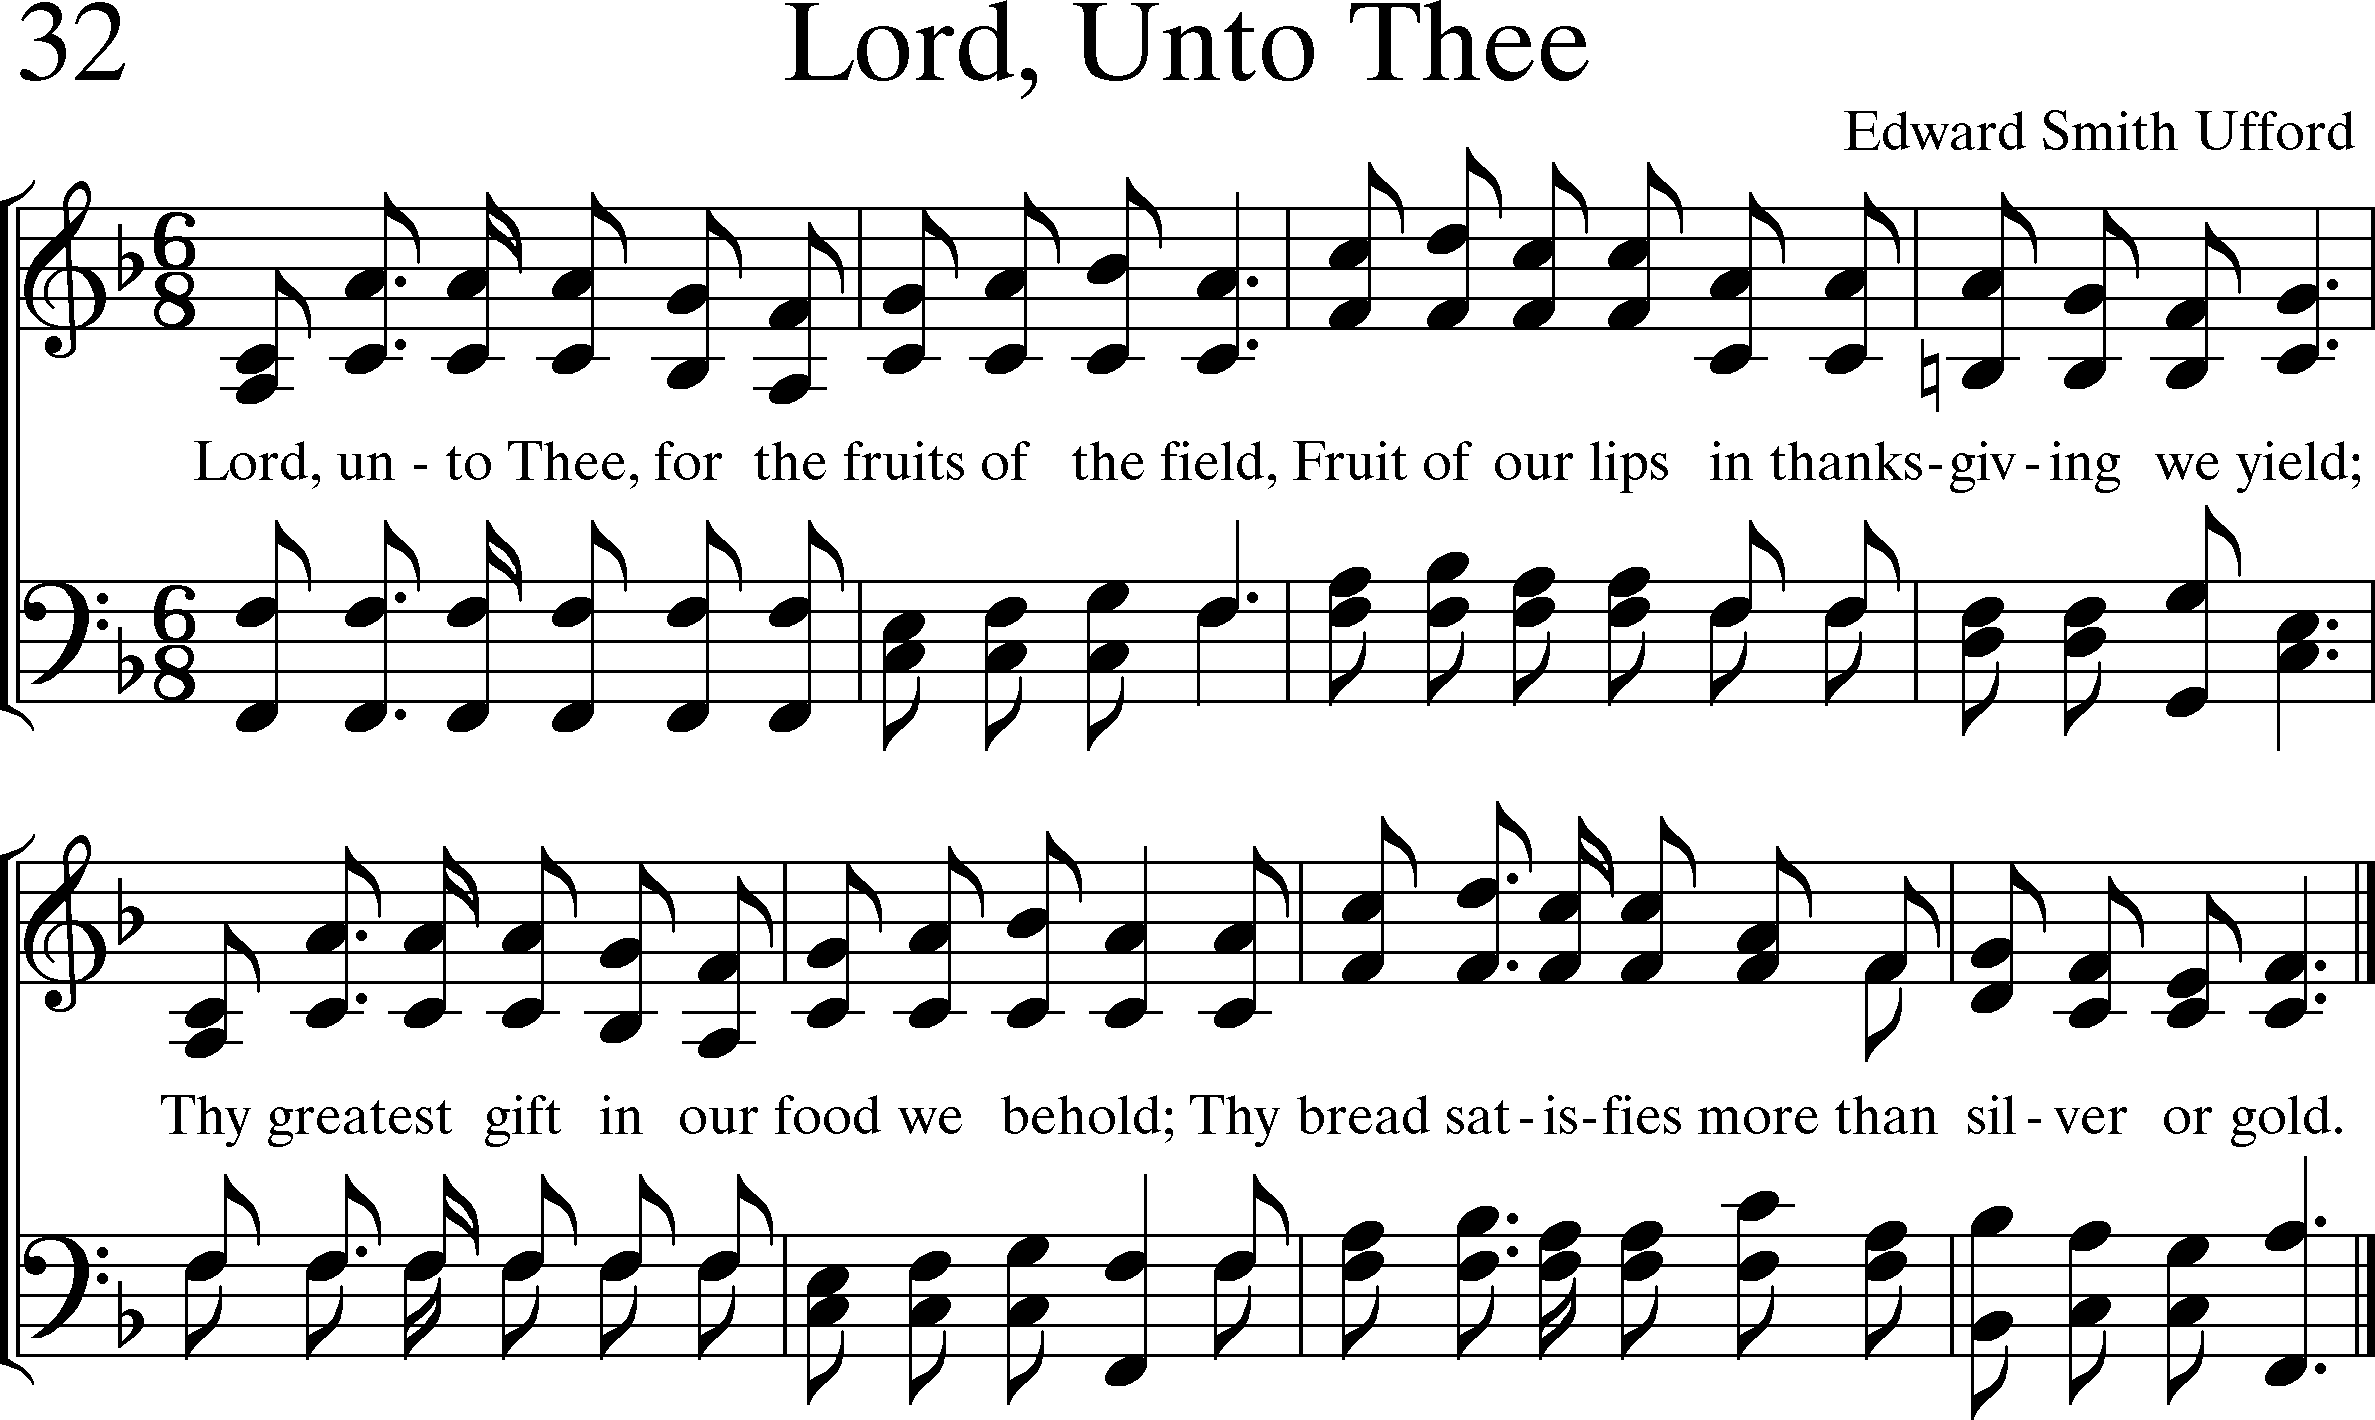 32 Lord, Unto Thee
Edward Smith Ufford
6 8
Lord, un - to Thee, for the fruits of the field, Fruit of our lips in thanks - giv - ing we yield;
6 8
Thy greatest gift in our food we behold; Thy bread sat - is - fies more than sil - ver or gold.